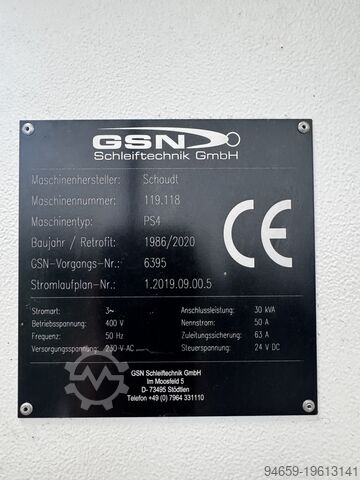 GSN
Schleiftechnik GmbH
Maschinenhersteller: Schaudt
Maschinennummer: 119.118
Maschinentyp: PS4
Baujahr / Retrofit: 1986/2020
GSN-Vorgangs-Nr.: 6395
Stromlaufplan-Nr.: 1.2019.09.00.5
CE
Stromart: 3~ Anschlussleistung: 30 kVA
Betriebsspannung: 400 V Nennstrom: 50 A
Frequenz: 50 Hz Zuleitungssicherung: 63 A
Versorgungsspannung: 230 V AC Steuerspannung: 24 V DC
GSN Schleiftechnik GmbH
Im Moosfeld 5
D- 73495 Stödtlen
Telefon +49 (0) 7964 331110
94659-19613141